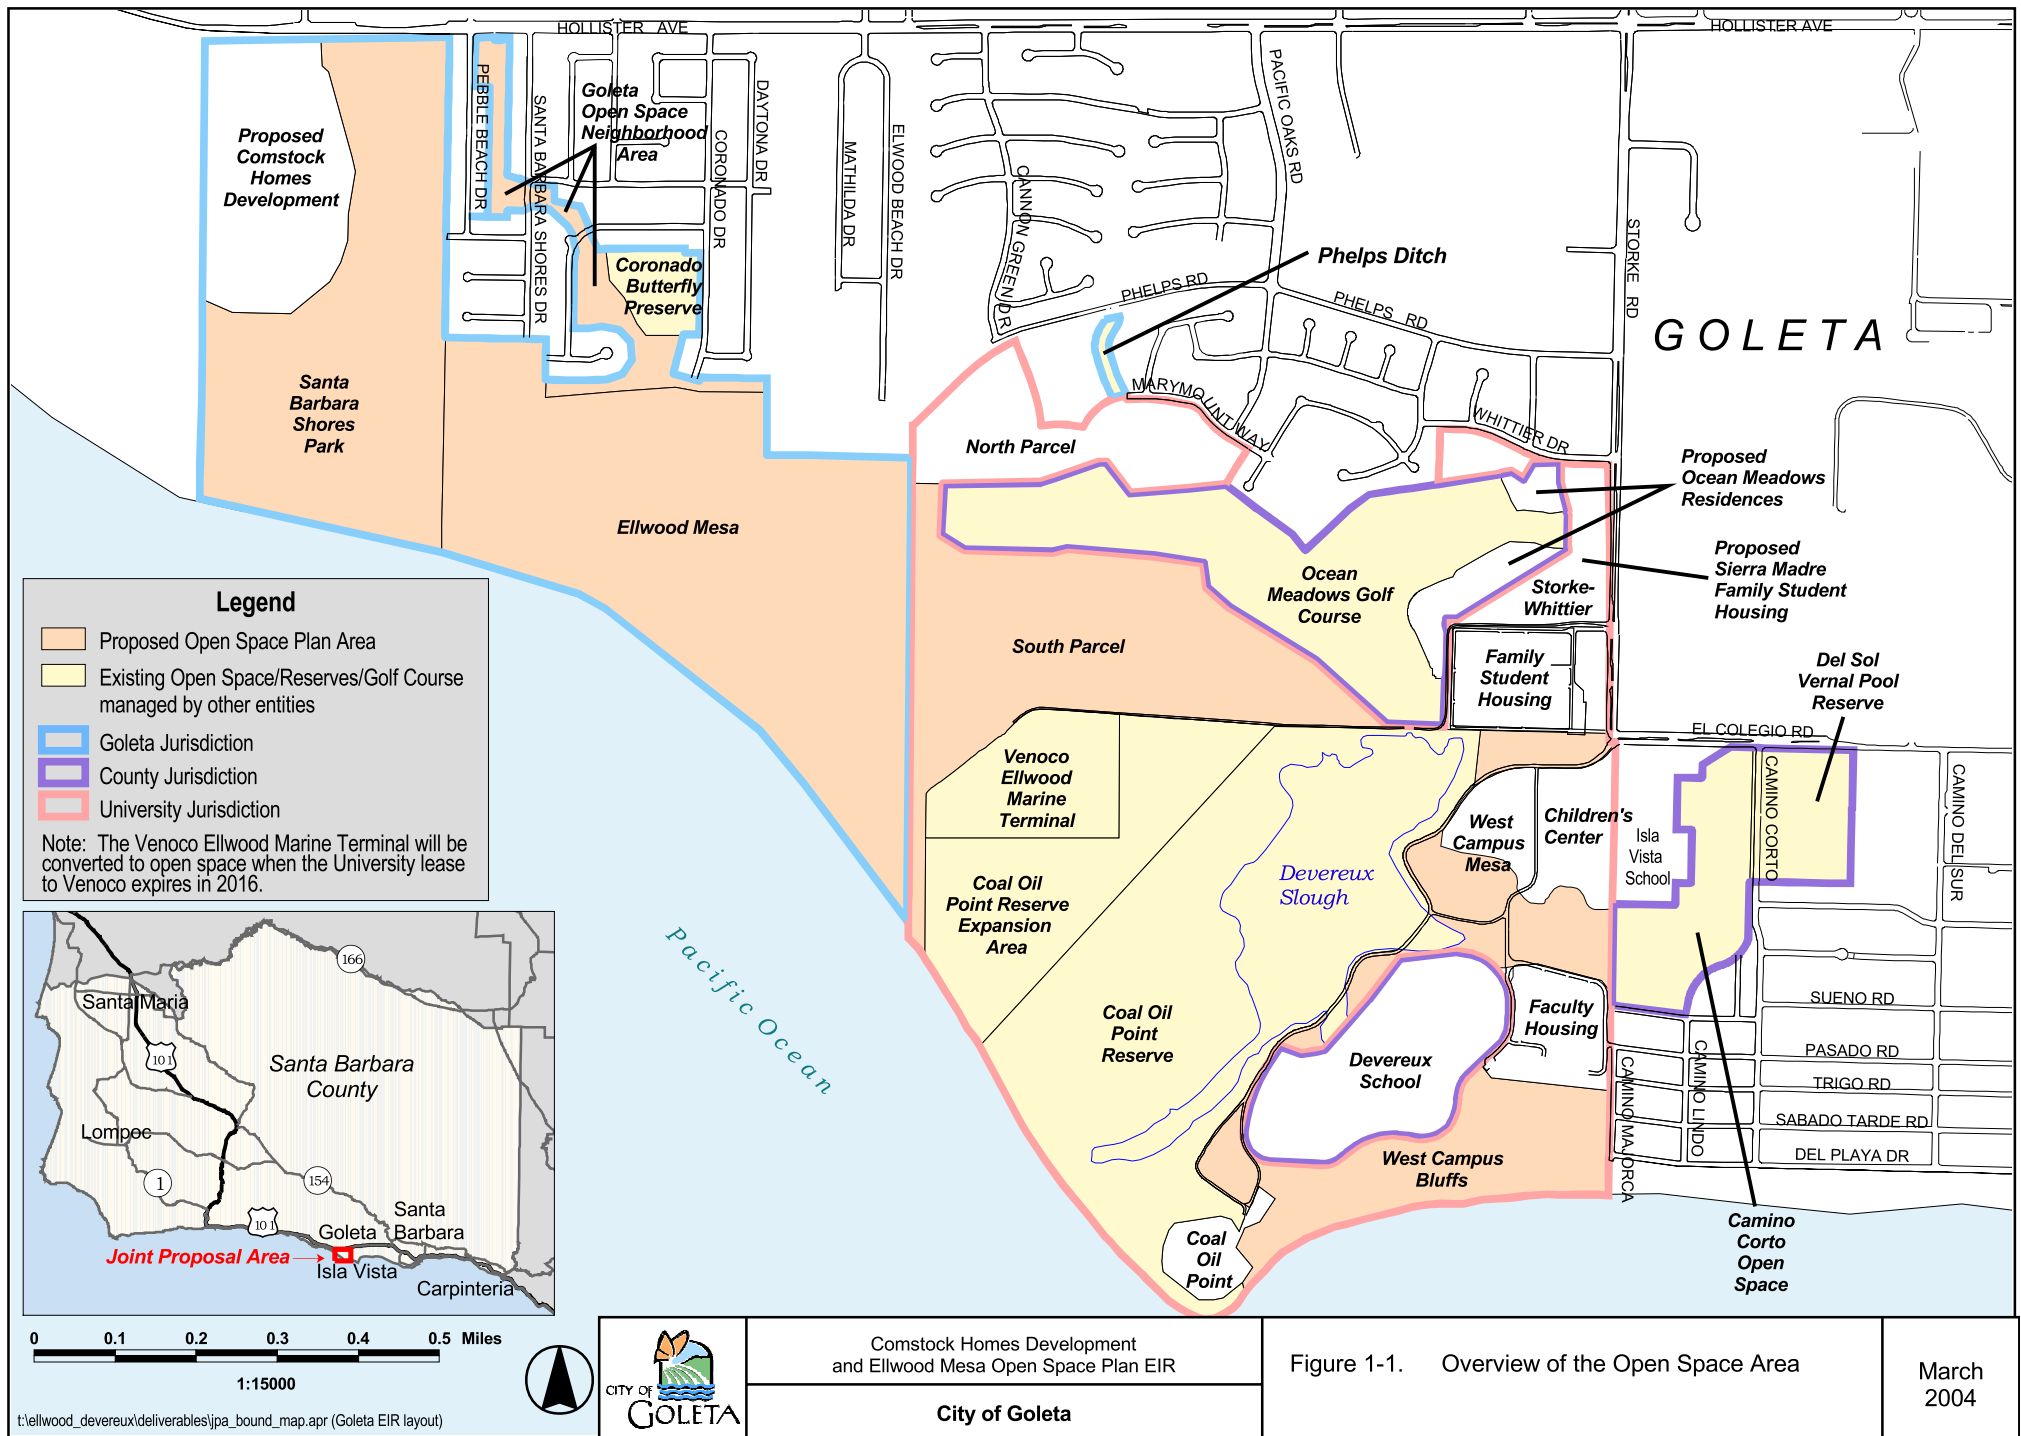 HOLLISTER AVE
HOLLISTER AVE
PEBBLE BEACH DR
SANTA BARBARA SHORES DR
Goleta
Open Space
Neighborhood
Area
DAYTONA DR
CORONADO DR
MATHILDA DR
ELWOOD BEACH DR
CANNON GREEN DR
PACIFIC OAKS RD
STORKE RD
Proposed
Comstock
Homes
Development
Coronado
Butterfly
Preserve
Phelps Ditch
PHELPS RD
PHELPS RD
GOLETA
MARYMOUNT WAY
WHITTIER DR
Santa
Barbara
Shores
Park
North Parcel
Proposed
Ocean Meadows
Residences
Ellwood Mesa
Proposed
Sierra Madre
Family Student
Housing
Ocean
Meadows Golf
Course
Storke-
Whittier
South Parcel
Family
Student
Housing
Del Sol
Vernal Pool
Reserve
EL COLEGIO RD
Legend
Proposed Open Space Plan Area
Existing Open Space/Reserves/Golf Course
managed by other entities
Goleta Jurisdiction
County Jurisdiction
University Jurisdiction
Note: The Venoco Ellwood Marine Terminal will be
converted to open space when the University lease
to Venoco expires in 2016.
Venoco
Ellwood
Marine
Terminal
West
Campus
Mesa
Children's
Center
Isla
Vista
School
CAMINO CORTO
CAMINO DEL SUR
Devereux
Slough
Coal Oil
Point Reserve
Expansion
Area
Pacific Ocean
Coal Oil
Point
Reserve
Faculty
Housing
Devereux
School
SUENO RD
PASADO RD
TRIGO RD
SABADO TARDE RD
DEL PLAYA DR
CAMINO MAJORCA
CAMINO LINDO
West Campus
Bluffs
Coal
Oil
Point
Camino
Corto
Open
Space
166
Santa Maria
101
Santa Barbara
County
Lompoc
1
154
101
Santa
Barbara
Goleta
Joint Proposal Area
Isla Vista
Carpinteria
0 0.1 0.2 0.3 0.4 0.5 Miles
1:15000
t:\ellwood_devereux\deliverables\jpa_bound_map.apr (Goleta EIR layout)
CITY OF
GOLETA
Comstock Homes Development
and Ellwood Mesa Open Space Plan EIR
City of Goleta
Figure 1-1. Overview of the Open Space Area
March
2004